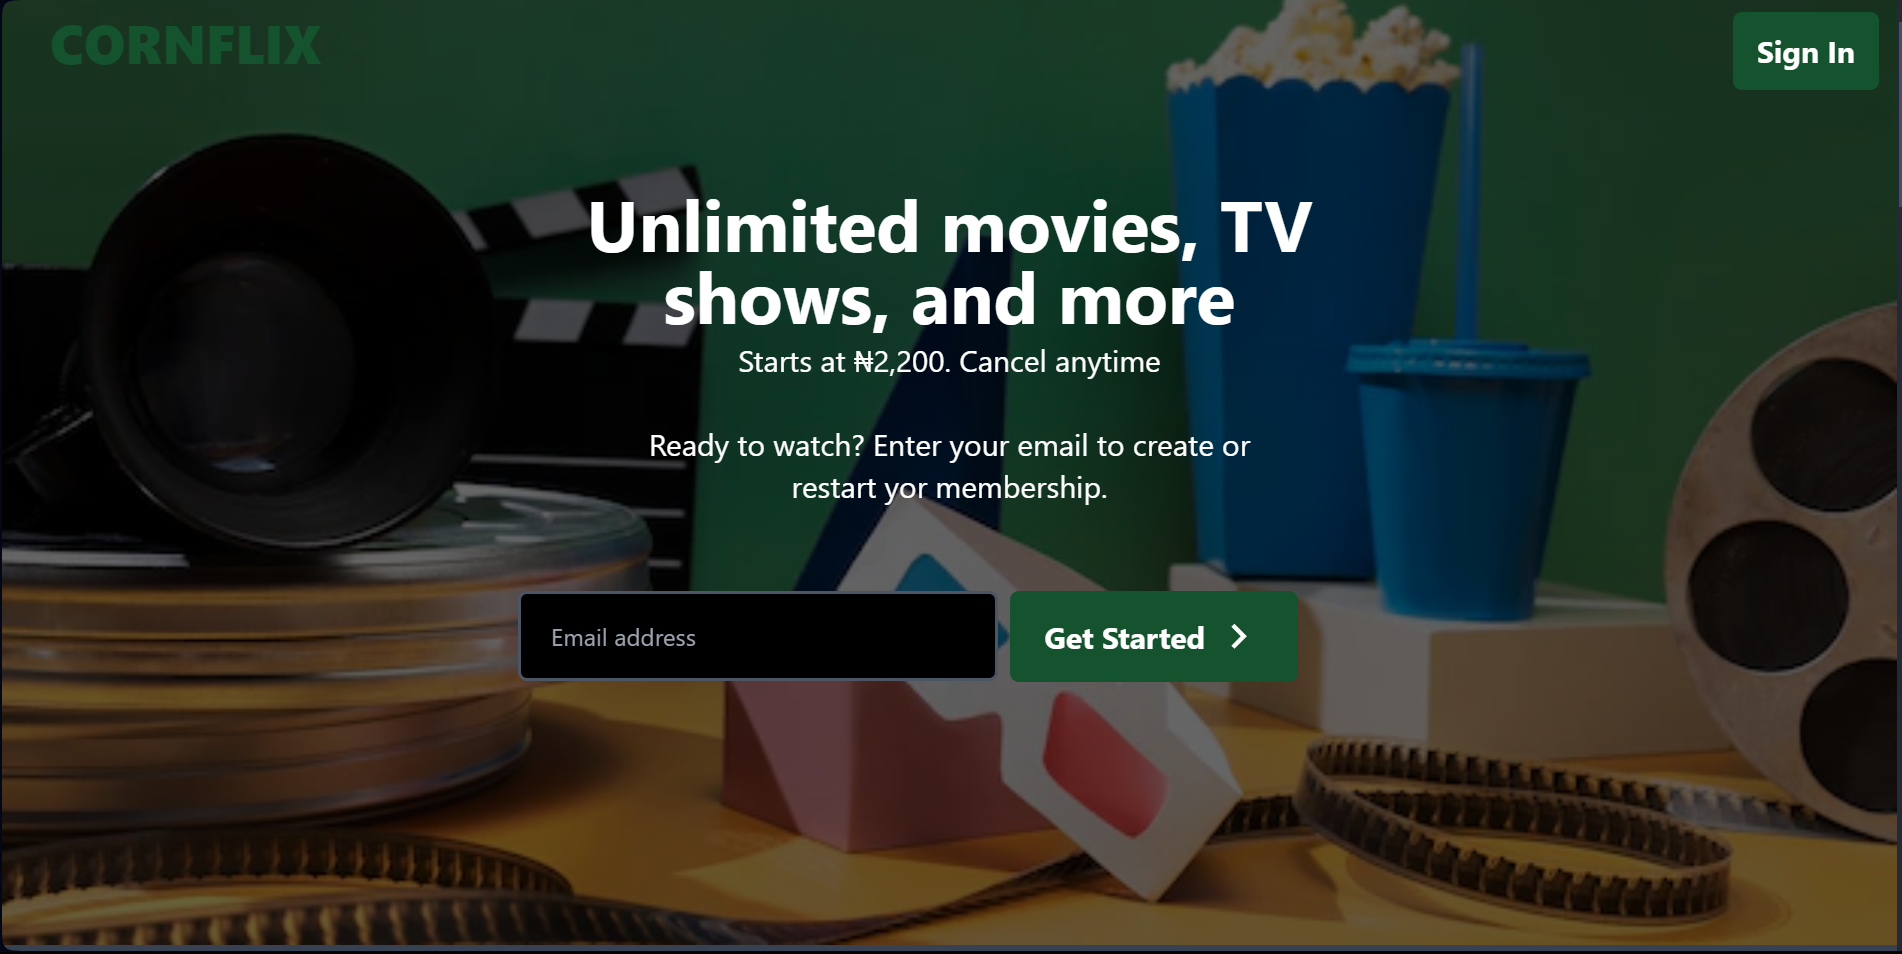 CORNFLIX
Sign In
Unlimited movies, TV
shows, and more
Starts at ₦2,200. Cancel anytime
Ready to watch? Enter your email to create or
restart yor membership.
Email address
Get Started